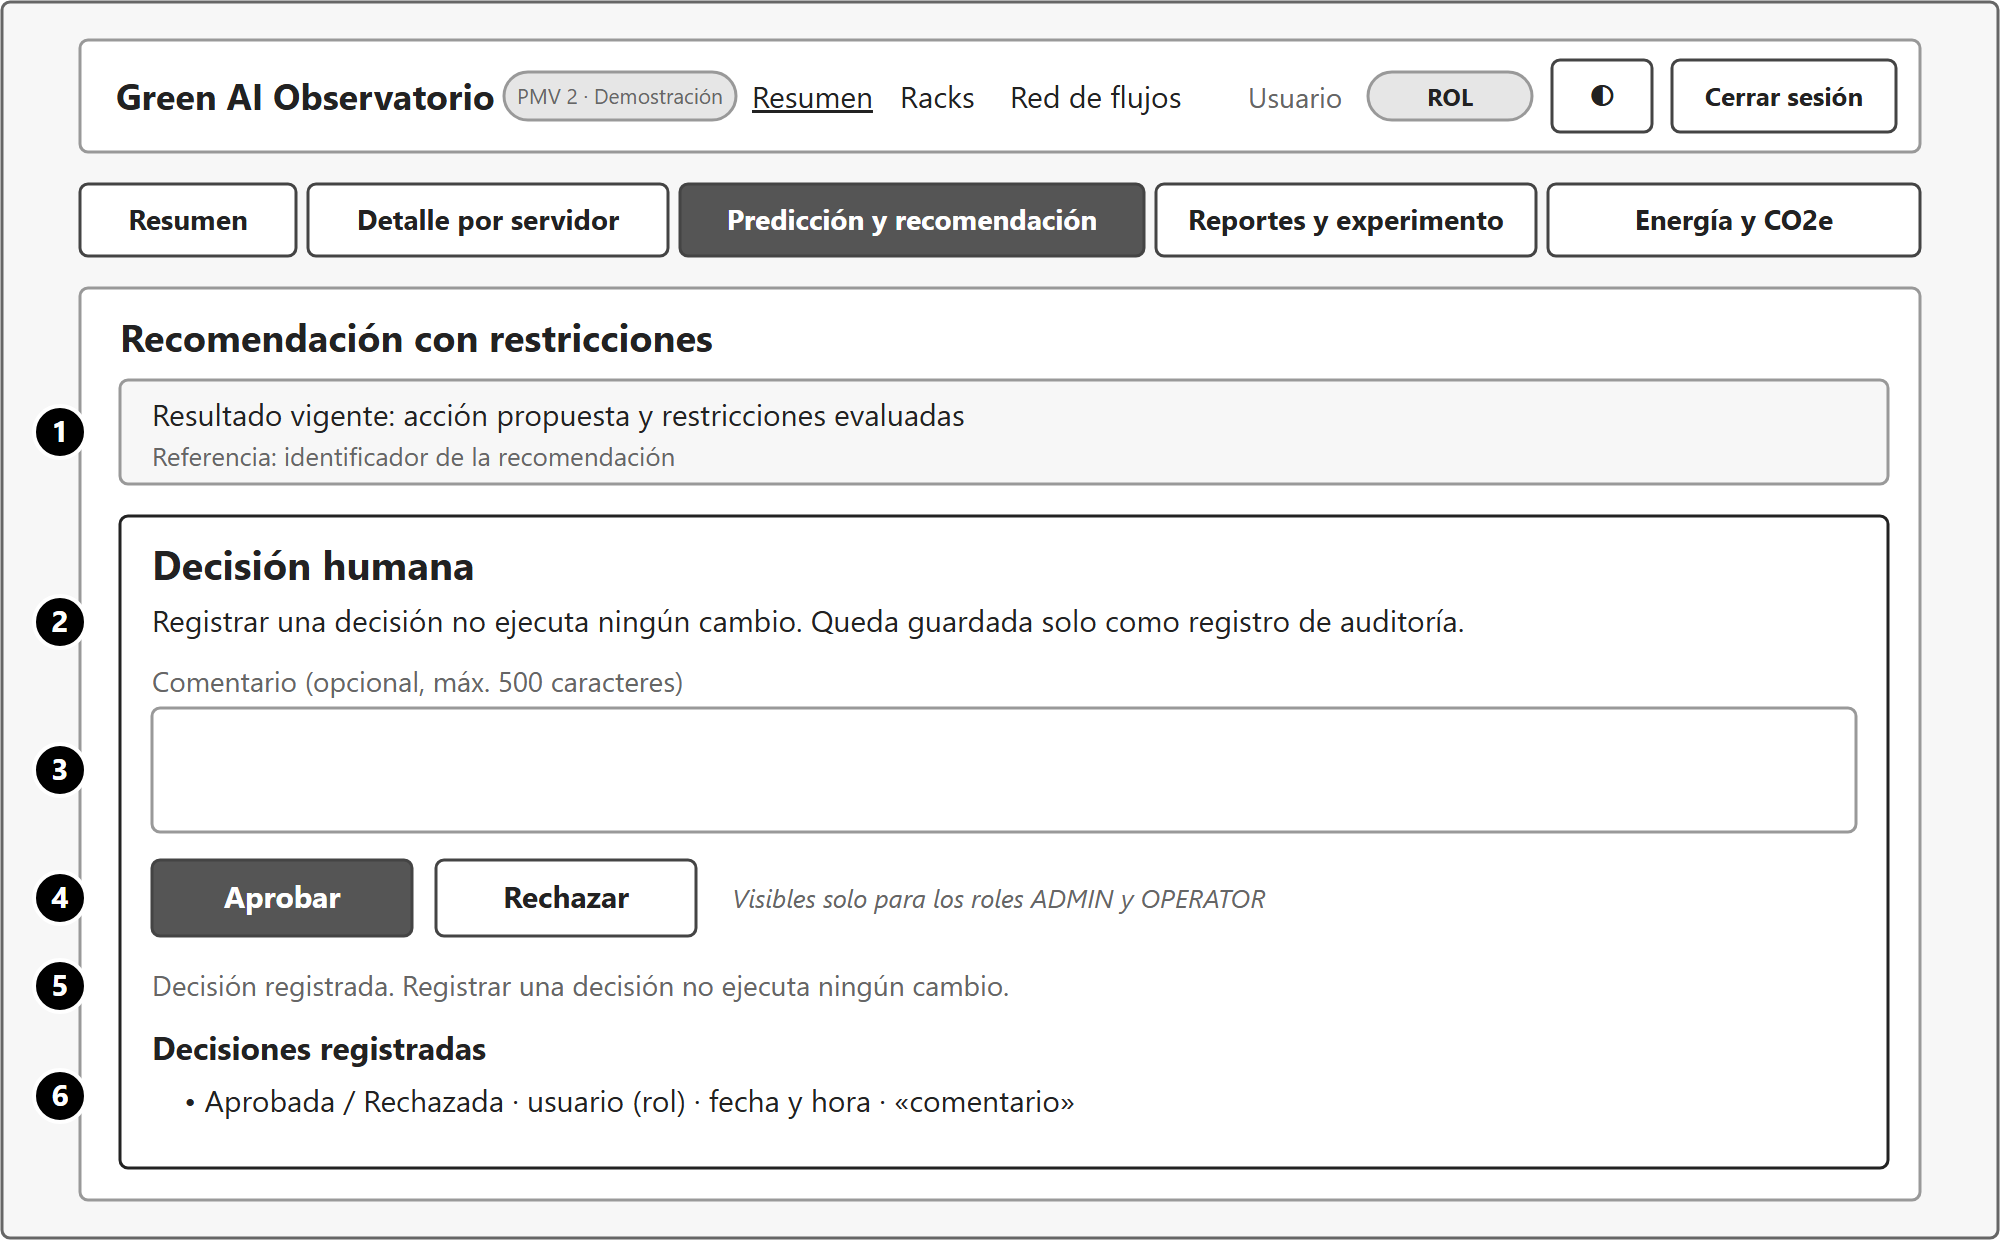 Green AI Observatorio PMV 2 · Demostración Resumen Racks Red de flujos Usuario ROL Cerrar sesión
Resumen Detalle por servidor Predicción y recomendación Reportes y experimento Energía y CO2e
Recomendación con restricciones
1 Resultado vigente: acción propuesta y restricciones evaluadas
Referencia: identificador de la recomendación
Decisión humana
2 Registrar una decisión no ejecuta ningún cambio. Queda guardada solo como registro de auditoría.
Comentario (opcional, máx. 500 caracteres)
3
4 Aprobar Rechazar Visibles solo para los roles ADMIN y OPERATOR
5 Decisión registrada. Registrar una decisión no ejecuta ningún cambio.
Decisiones registradas
6 • Aprobada / Rechazada · usuario (rol) · fecha y hora · «comentario»